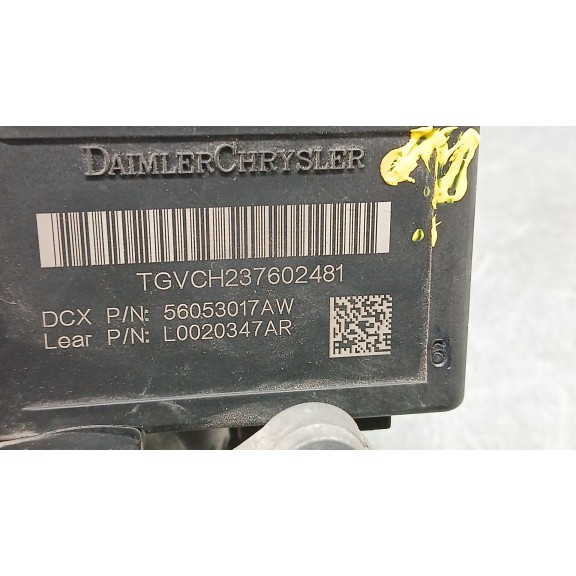 DAIMLERCHRYSLER
TGVCH237602481
DCX P/N: 56053017AW
Lear P/N: L0020347AR